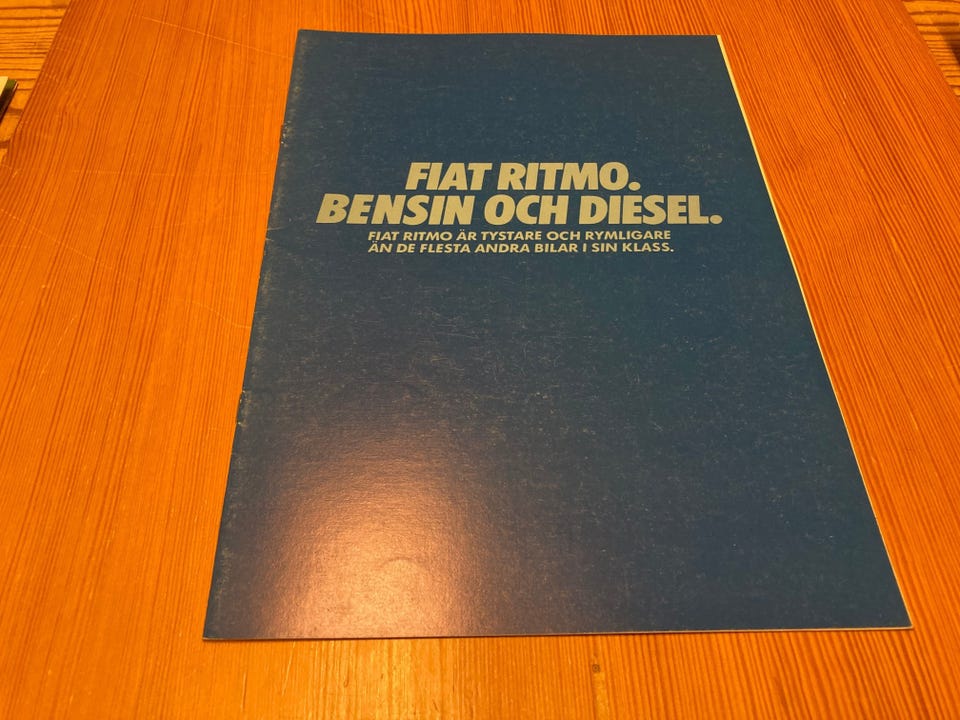 FIAT RITMO.
BENSIN OCH DIESEL.
FIAT RITMO ÄR TYSTARE OCH RYMLIGARE
ÄN DE FLESTA ANDRA BILAR I SIN KLASS.